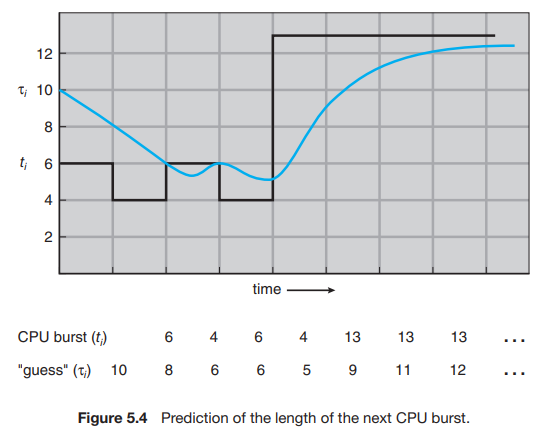 12
τi 10
8
ti 6
4
2
time
CPU burst (ti) 6 4 6 4 13 13 13 ...
"guess" (τi) 10 8 6 6 5 9 11 12 ...
Figure 5.4 Prediction of the length of the next CPU burst.